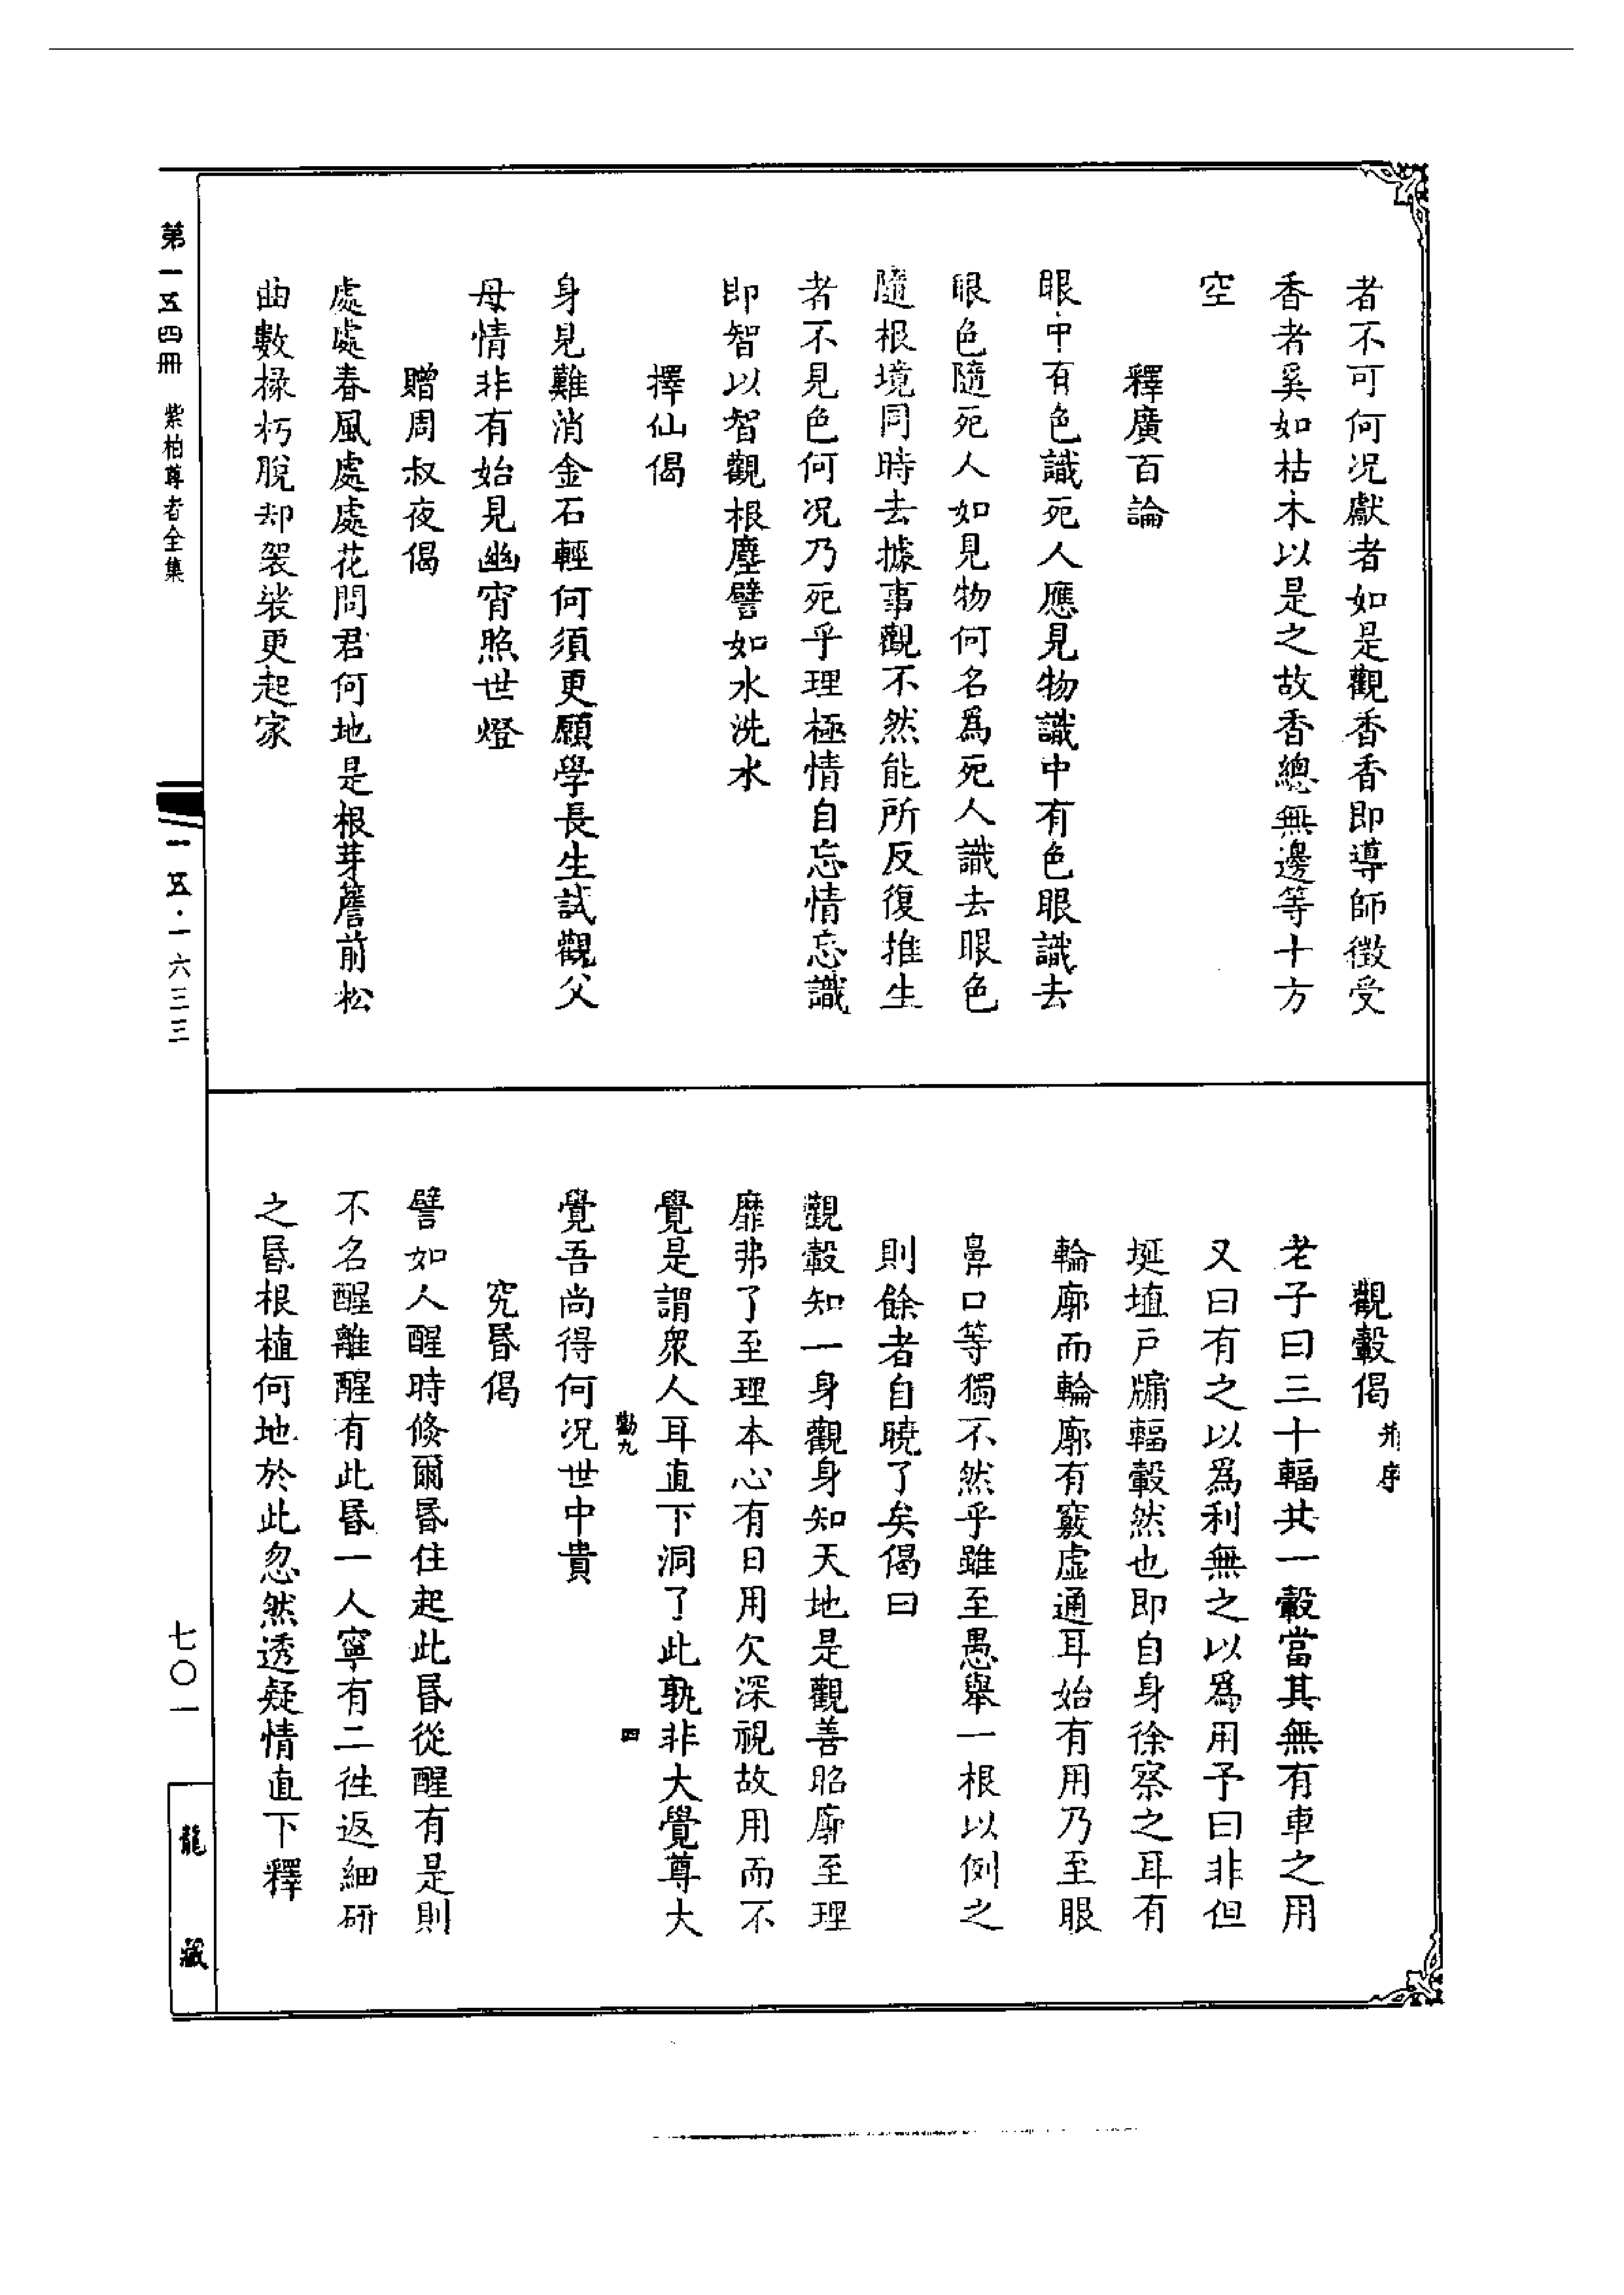 者不可何況獻者如是觀香香即導師徵受
香者奚如枯木以是之故香總無邊等十方
空
釋廣百論
眼中有色識死人應見物識中有色眼識去
眼色隨死人如見物何名爲死人識去眼色
隨根境同時去據事觀不然能所反復推生
者不見色何況乃死乎理極情自忘情忘識
即智以智觀根塵譬如水洗水
擇仙偈
身見難消金石輕何須更願學長生試觀父
母情非有始見幽宵照世燈
贈周叔夜偈
處處春風處處花問君何地是根芽簷前松
曲數椽朽脫却袈裟更起家
觀轂偈并序
老子曰三十輻共一轂當其無有車之用
又曰有之以爲利無之以爲用予曰非但
埏埴戶牖輻轂然也即自身徐察之耳有
輪廓而輪廓有竅虛通耳始有用乃至眼
鼻口等獨不然乎雖至愚舉一根以例之
則餘者自曉了矣偈曰
觀轂知一身觀身知天地是觀善昭廓至理
靡弗了至理本心有日用欠深視故用而不
覺是謂衆人耳直下洞了此孰非大覺尊大
勸九 四
覺吾尚得何況世中貴
究昬偈
譬如人醒時倐爾昬住起此昬從醒有是則
不名醒離醒有此昬一人寧有二徃返細研
之昬根植何地於此忽然透疑情直下釋
第一五四冊 紫柏尊者全集
一五·一六三三
七〇一
龍藏